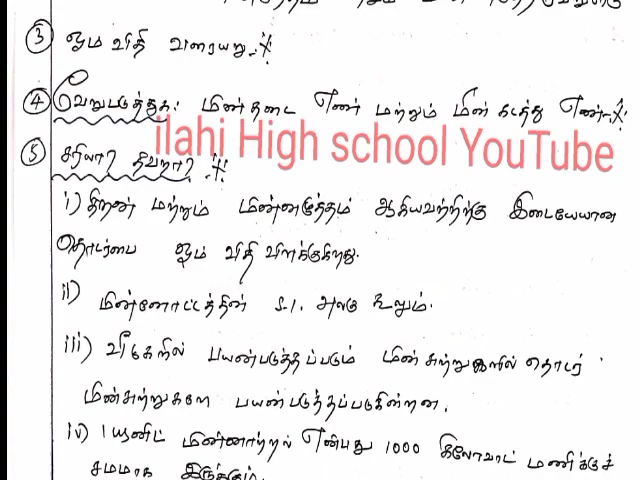 ③ ஓம் விதி வரையறு.
④ வேறுபடுத்துக: மின்தடை எண் மற்றும் மின் கடத்து எண்.
ilahi High school YouTube
⑤ சரியா? தவறா?
i) திறன் மற்றும் மின்னழுத்தம் ஆகியவற்றிற்கு இடையேயான
தொடர்பை ஓம் விதி விளக்குகிறது.
ii) மின்னோட்டத்தின் S.I. அலகு கூலூம்.
iii) வீடுகளில் பயன்படுத்தப்படும் மின்சுற்றுகளில் தொடர்
மின்சுற்றுகளே பயன்படுத்தப்படுகின்றன.
iv) 1 யூனிட் மின்னாற்றல் என்பது 1000 கிலோவாட் மணிக்குச்
சமமாக இருக்கும்.